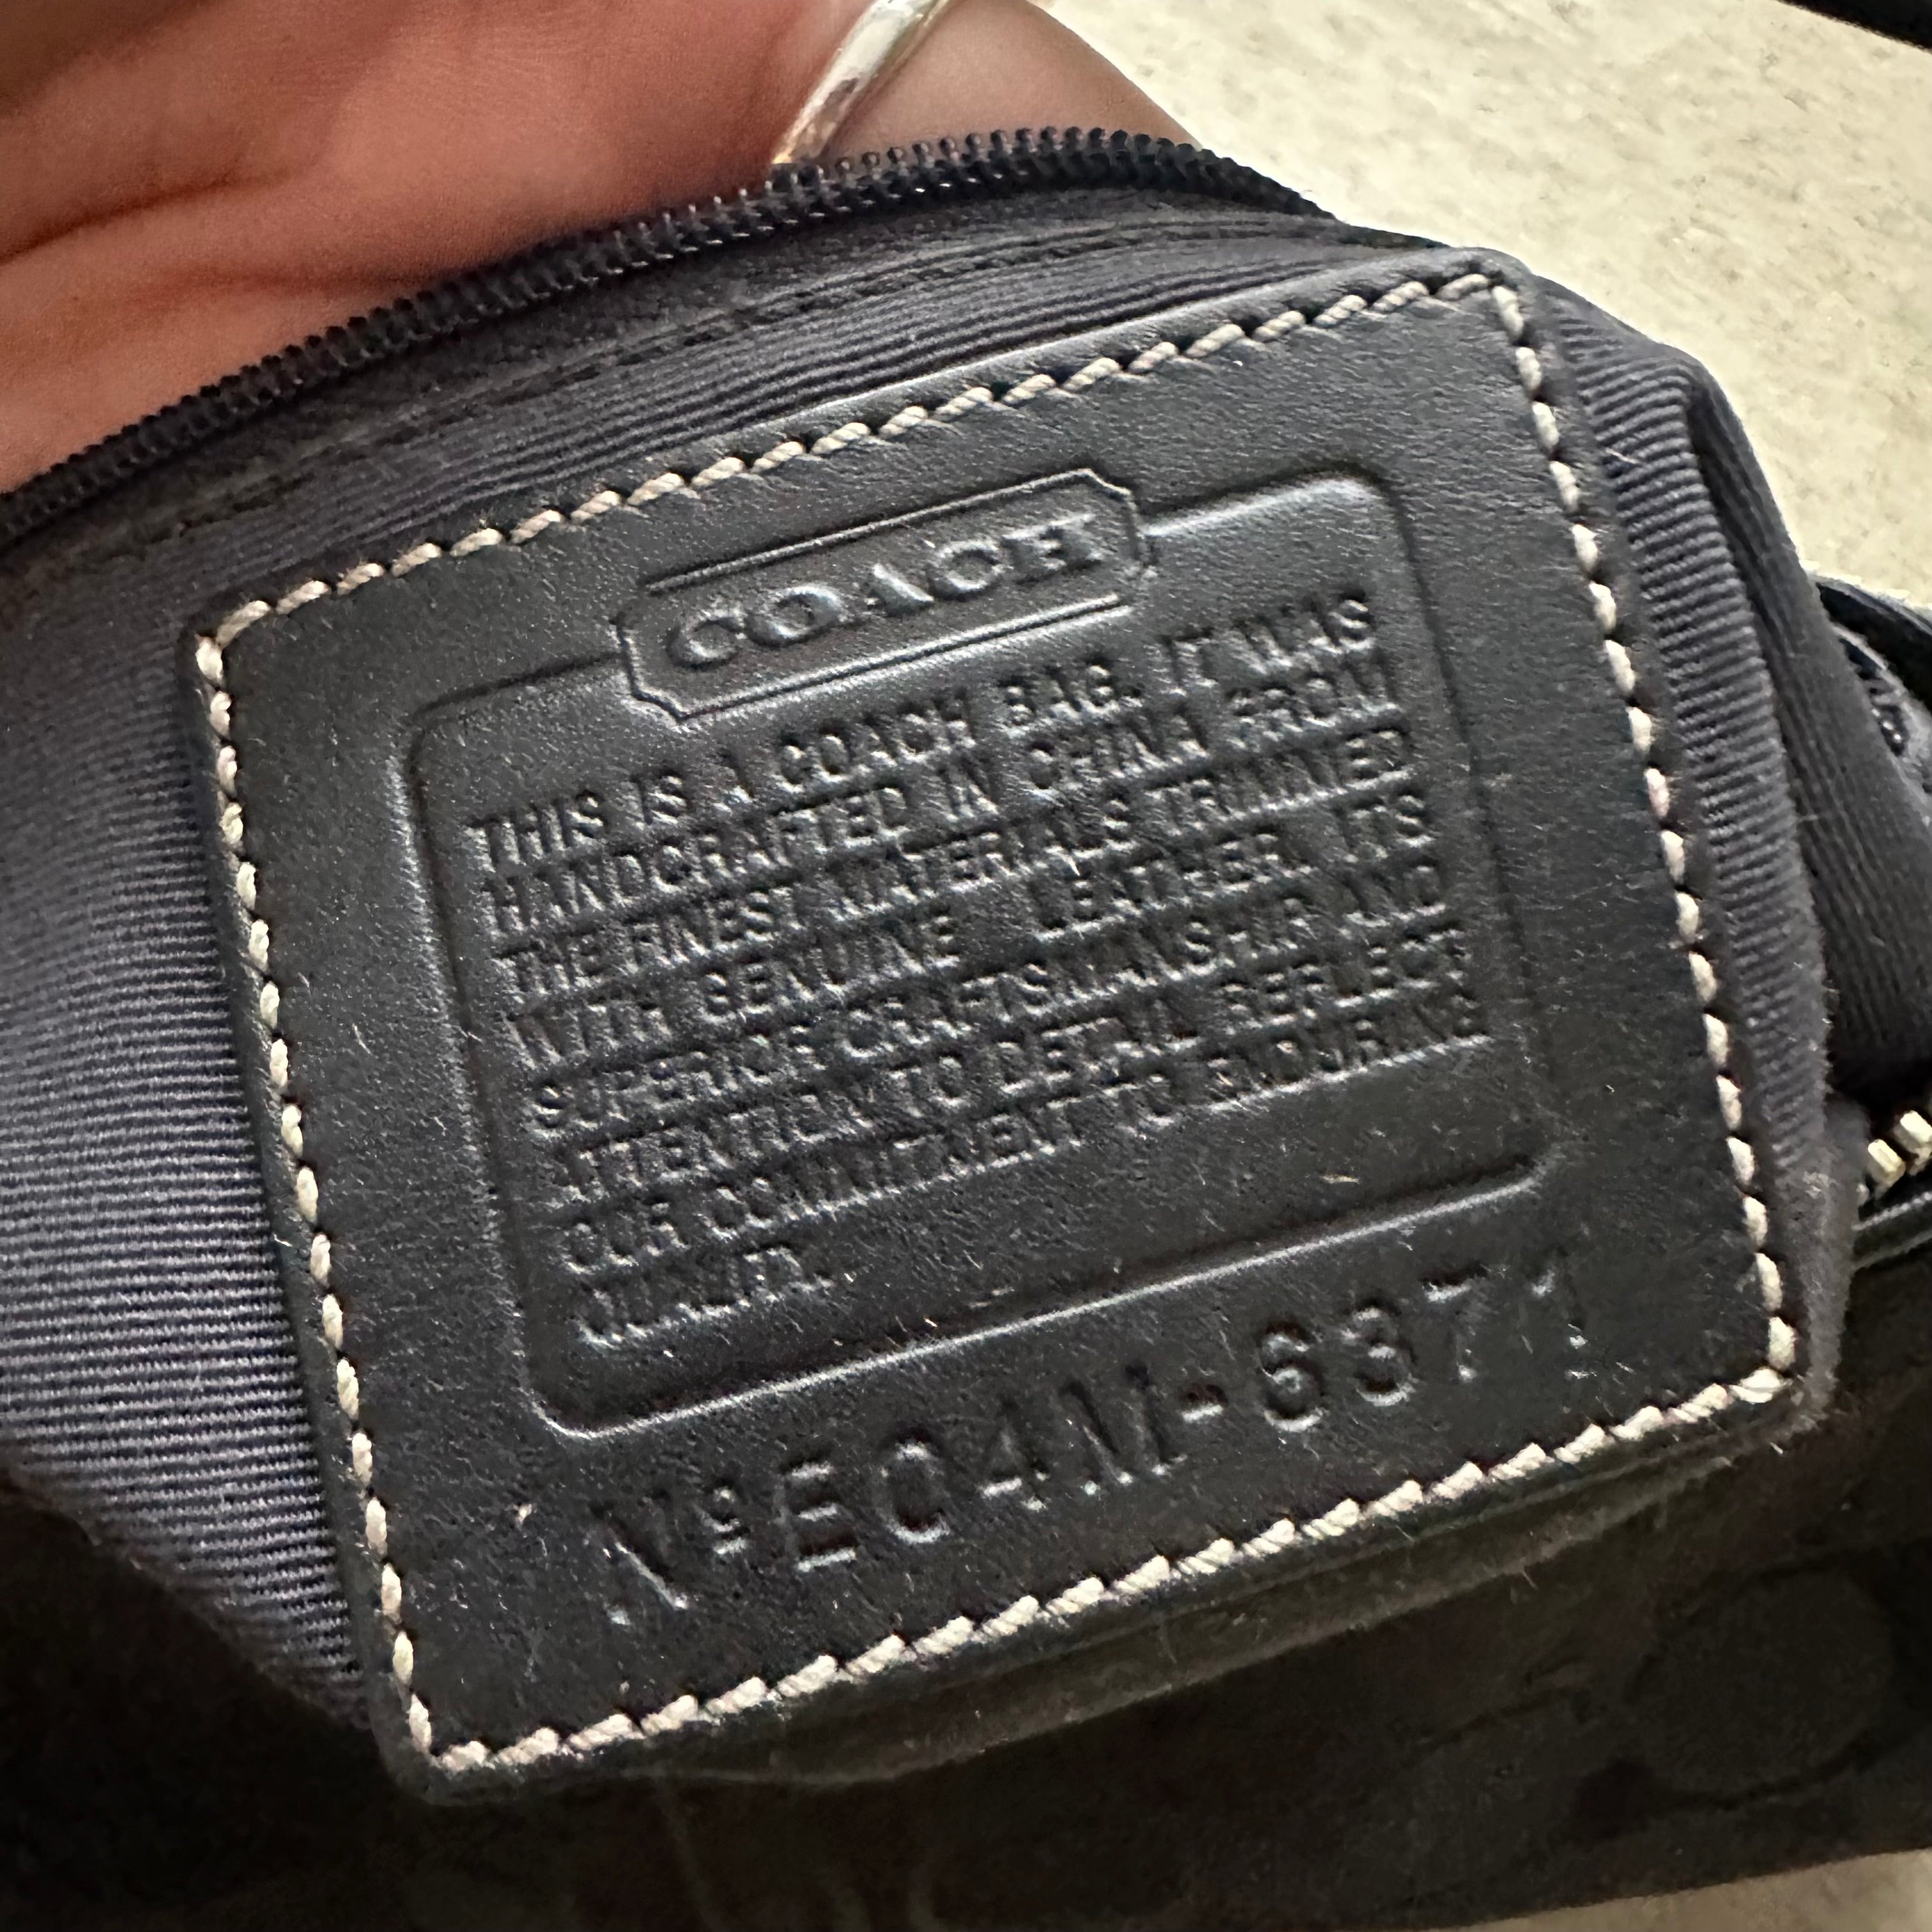 COACH
THIS IS A COACH BAG. IT WAS
HANDCRAFTED IN CHINA FROM
THE FINEST MATERIALS TRIMMED
WITH GENUINE LEATHER. ITS
SUPERIOR CRAFTSMANSHIP AND
ATTENTION TO DETAIL REFLECT
OUR COMMITMENT TO ENDURING
QUALITY.
Nº EO4M-6371